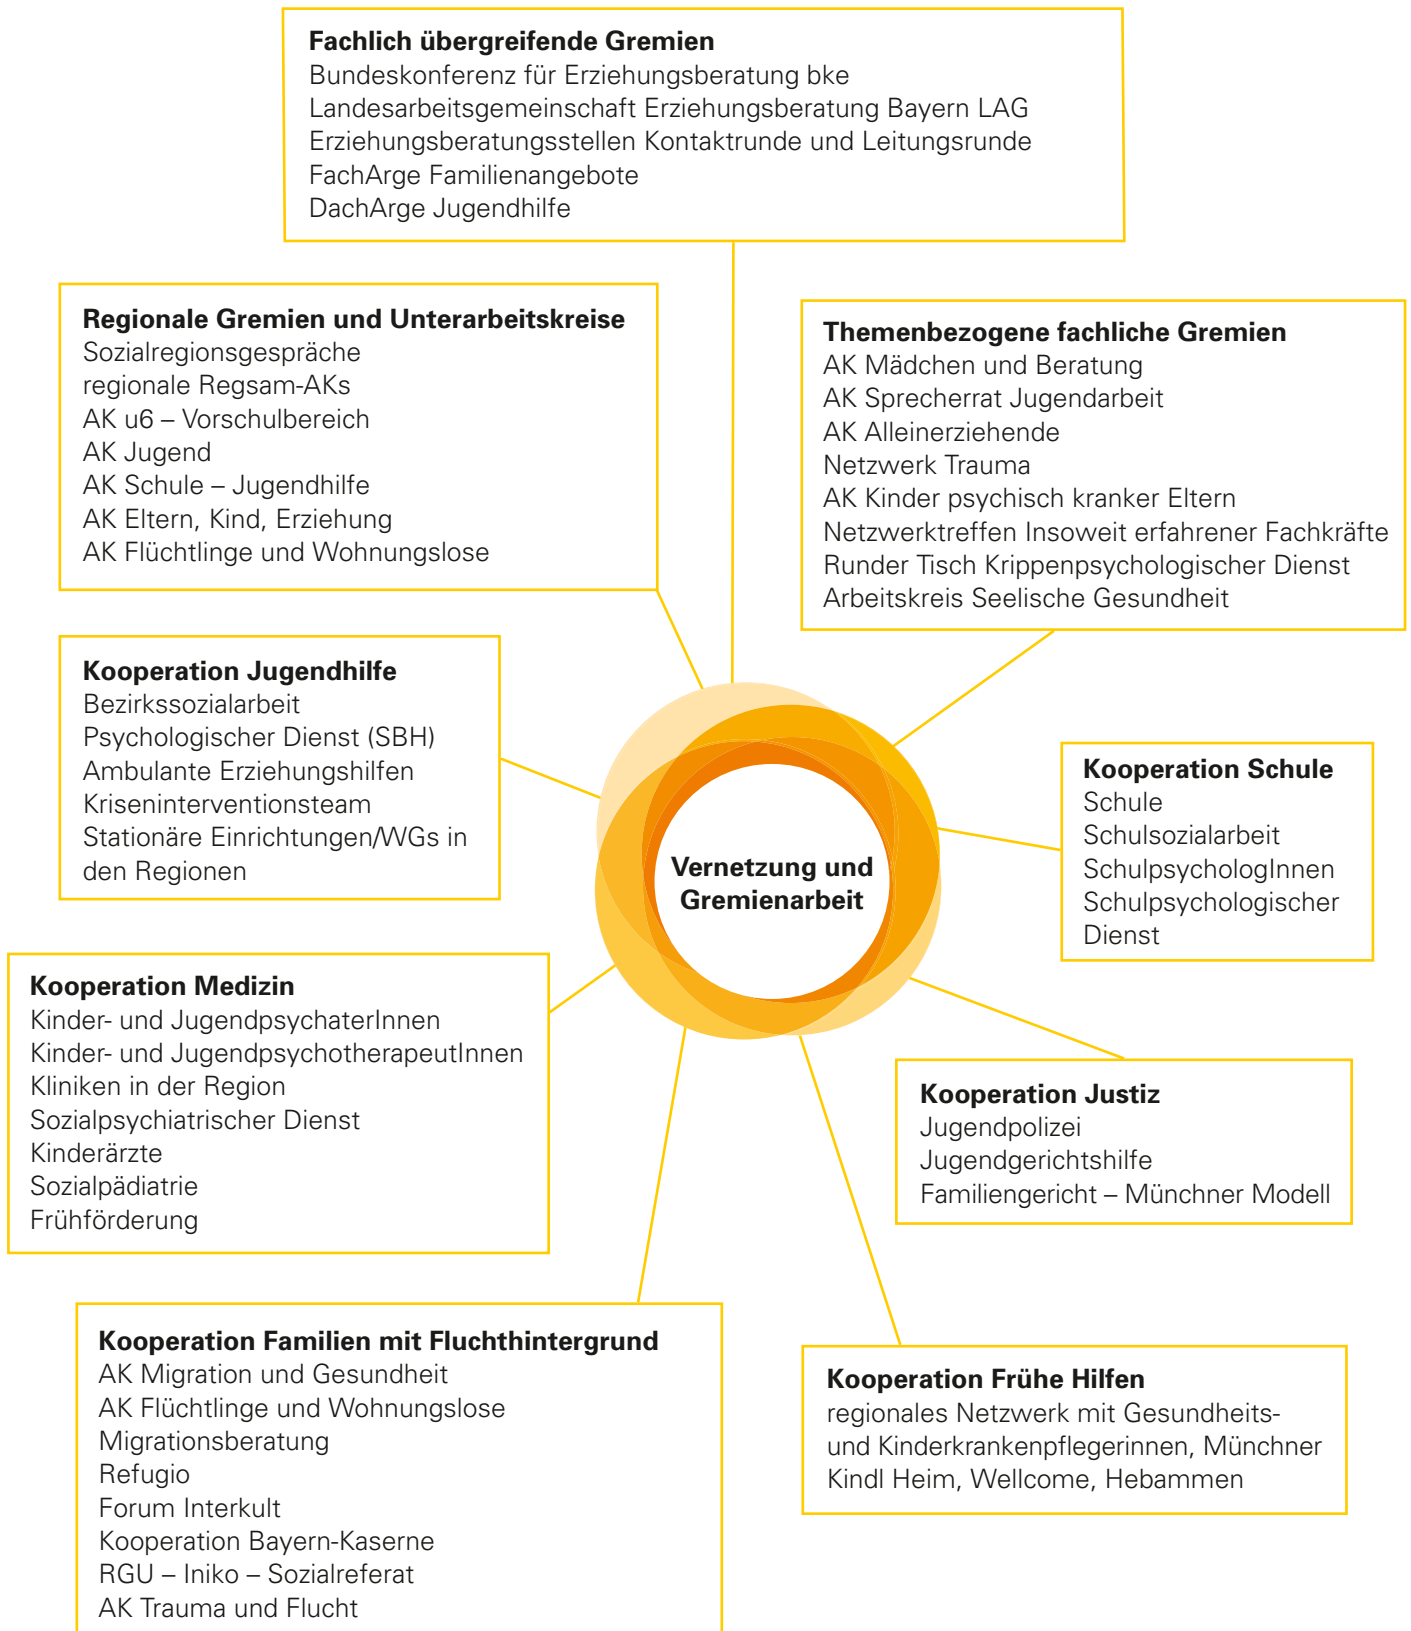 Fachlich übergreifende Gremien
Bundeskonferenz für Erziehungsberatung bke
Landesarbeitsgemeinschaft Erziehungsberatung Bayern LAG
Erziehungsberatungsstellen Kontaktrunde und Leitungsrunde
FachArge Familienangebote
DachArge Jugendhilfe
Regionale Gremien und Unterarbeitskreise
Sozialregionsgespräche
regionale Regsam-AKs
AK u6 – Vorschulbereich
AK Jugend
AK Schule – Jugendhilfe
AK Eltern, Kind, Erziehung
AK Flüchtlinge und Wohnungslose
Themenbezogene fachliche Gremien
AK Mädchen und Beratung
AK Sprecherrat Jugendarbeit
AK Alleinerziehende
Netzwerk Trauma
AK Kinder psychisch kranker Eltern
Netzwerktreffen Insoweit erfahrener Fachkräfte
Runder Tisch Krippenpsychologischer Dienst
Arbeitskreis Seelische Gesundheit
Kooperation Jugendhilfe
Bezirkssozialarbeit
Psychologischer Dienst (SBH)
Ambulante Erziehungshilfen
Kriseninterventionsteam
Stationäre Einrichtungen/WGs in
den Regionen
Vernetzung und
Gremienarbeit
Kooperation Schule
Schule
Schulsozialarbeit
SchulpsychologInnen
Schulpsychologischer
Dienst
Kooperation Medizin
Kinder- und JugendpsychaterInnen
Kinder- und JugendpsychotherapeutInnen
Kliniken in der Region
Sozialpsychiatrischer Dienst
Kinderärzte
Sozialpädiatrie
Frühförderung
Kooperation Justiz
Jugendpolizei
Jugendgerichtshilfe
Familiengericht – Münchner Modell
Kooperation Familien mit Fluchthintergrund
AK Migration und Gesundheit
AK Flüchtlinge und Wohnungslose
Migrationsberatung
Refugio
Forum Interkult
Kooperation Bayern-Kaserne
RGU – Iniko – Sozialreferat
AK Trauma und Flucht
Kooperation Frühe Hilfen
regionales Netzwerk mit Gesundheits-
und Kinderkrankenpflegerinnen, Münchner
Kindl Heim, Wellcome, Hebammen